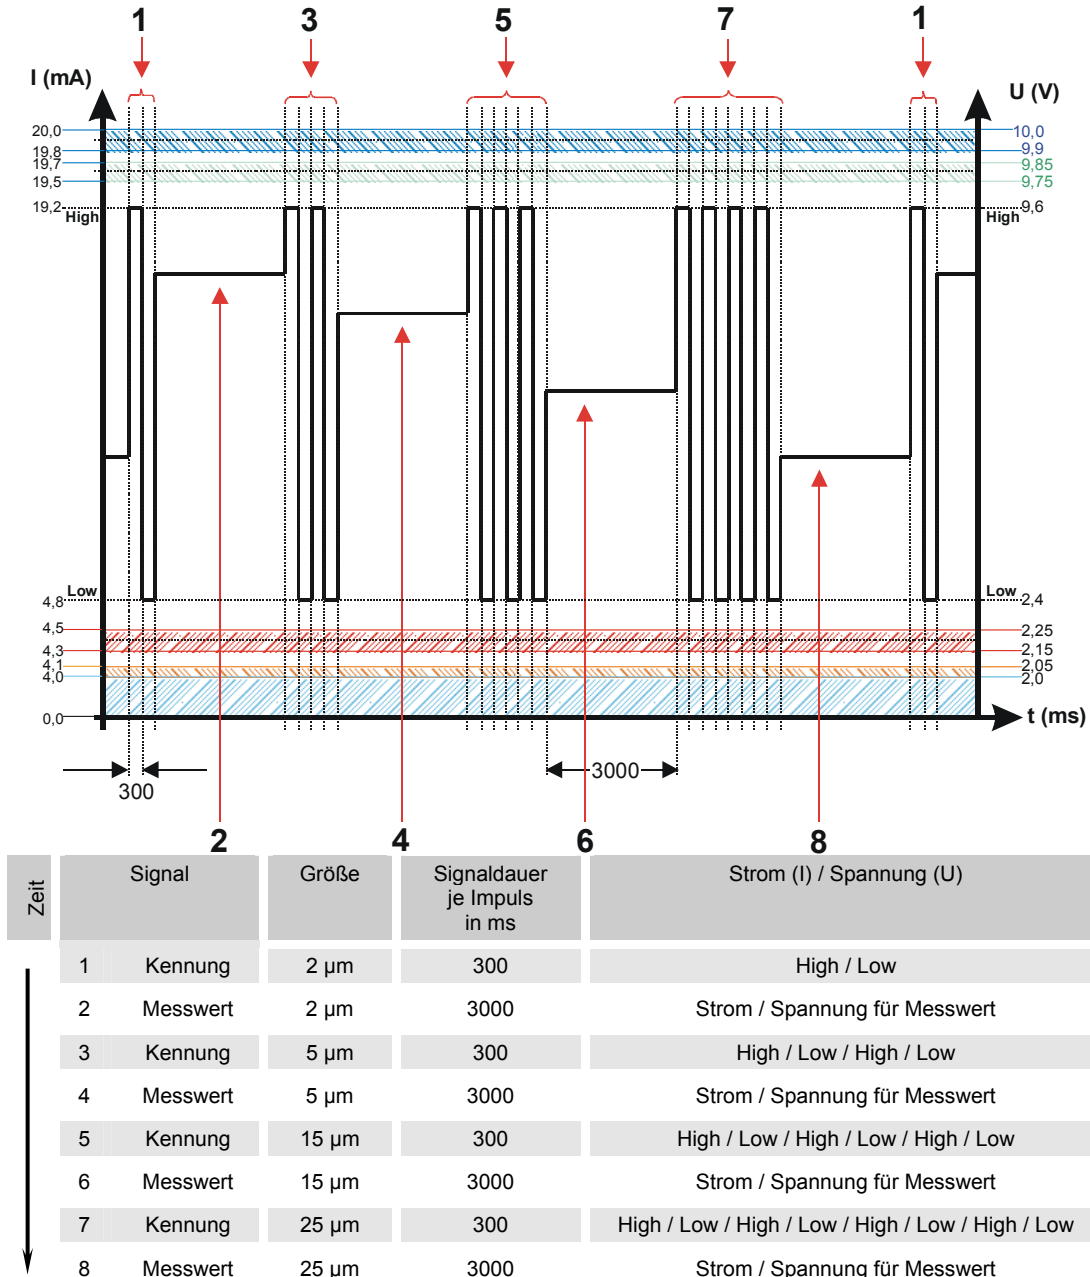 1 3 5 7 1
I (mA)
U (V)
20,0
19,8
19,7
19,5
19,2
High
10,0
9,9
9,85
9,75
9,6
High
Low
4,8
4,5
4,3
4,1
4,0
0,0
Low
2,4
2,25
2,15
2,05
2,0
t (ms)
300
3000
2 4 6 8
Zeit
Signal Größe Signaldauer je Impuls in ms Strom (I) / Spannung (U)
1 Kennung 2 µm 300 High / Low
2 Messwert 2 µm 3000 Strom / Spannung für Messwert
3 Kennung 5 µm 300 High / Low / High / Low
4 Messwert 5 µm 3000 Strom / Spannung für Messwert
5 Kennung 15 µm 300 High / Low / High / Low / High / Low
6 Messwert 15 µm 3000 Strom / Spannung für Messwert
7 Kennung 25 µm 300 High / Low / High / Low / High / Low / High / Low
8 Messwert 25 µm 3000 Strom / Spannung für Messwert